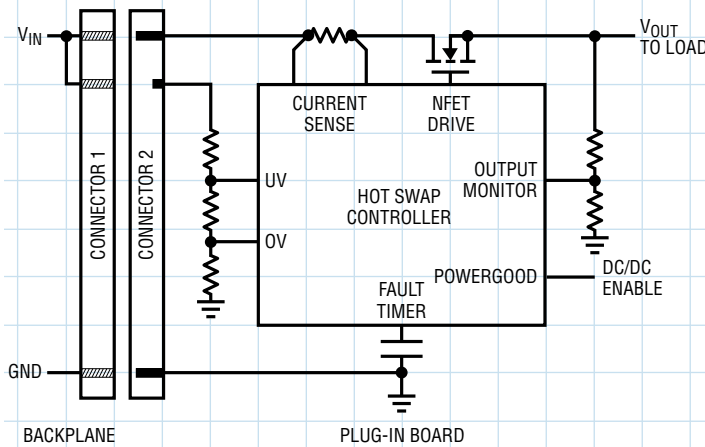 VIN
VOUT
TO LOAD
CURRENT
SENSE
NFET
DRIVE
CONNECTOR 1
CONNECTOR 2
UV
OUTPUT
MONITOR
HOT SWAP
CONTROLLER
OV
POWERGOOD
DC/DC
ENABLE
FAULT
TIMER
GND
BACKPLANE
PLUG-IN BOARD